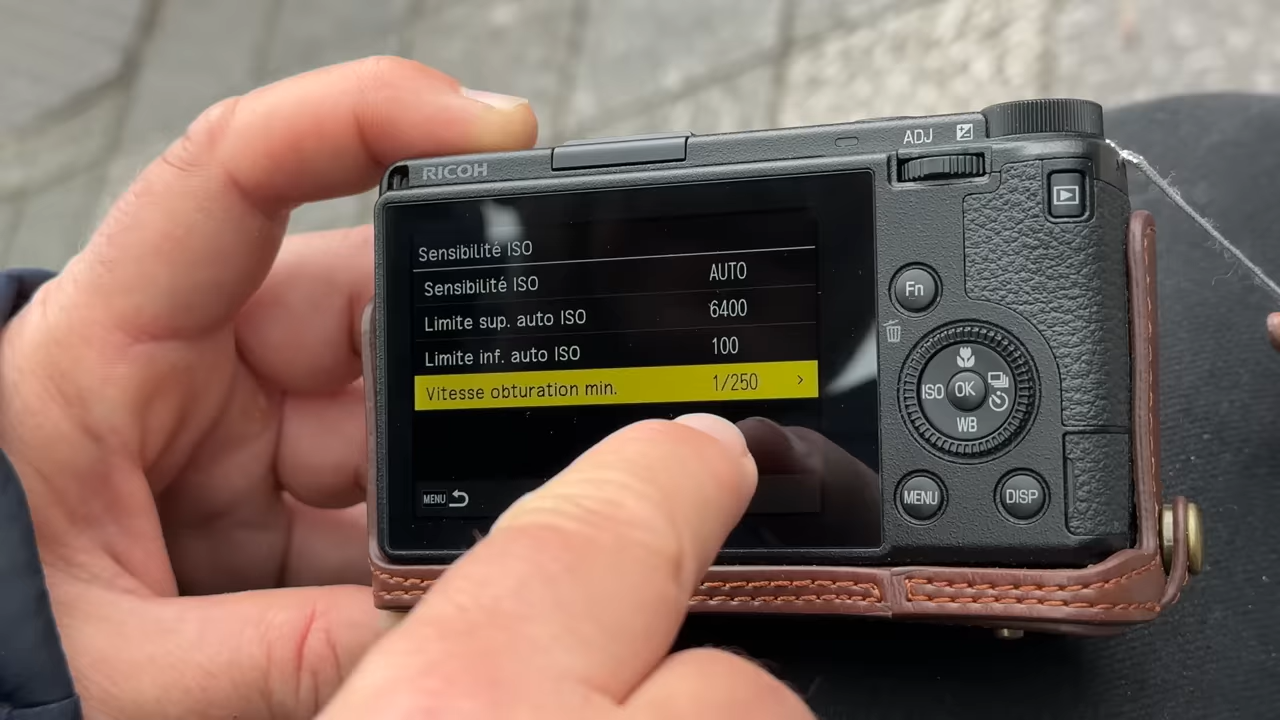 RICOH
ADJ
Sensibilité ISO
Sensibilité ISO AUTO
Limite sup. auto ISO 6400
Limite inf. auto ISO 100
Vitesse obturation min. 1/250 >
MENU
Fn
ISO OK
WB
MENU DISP